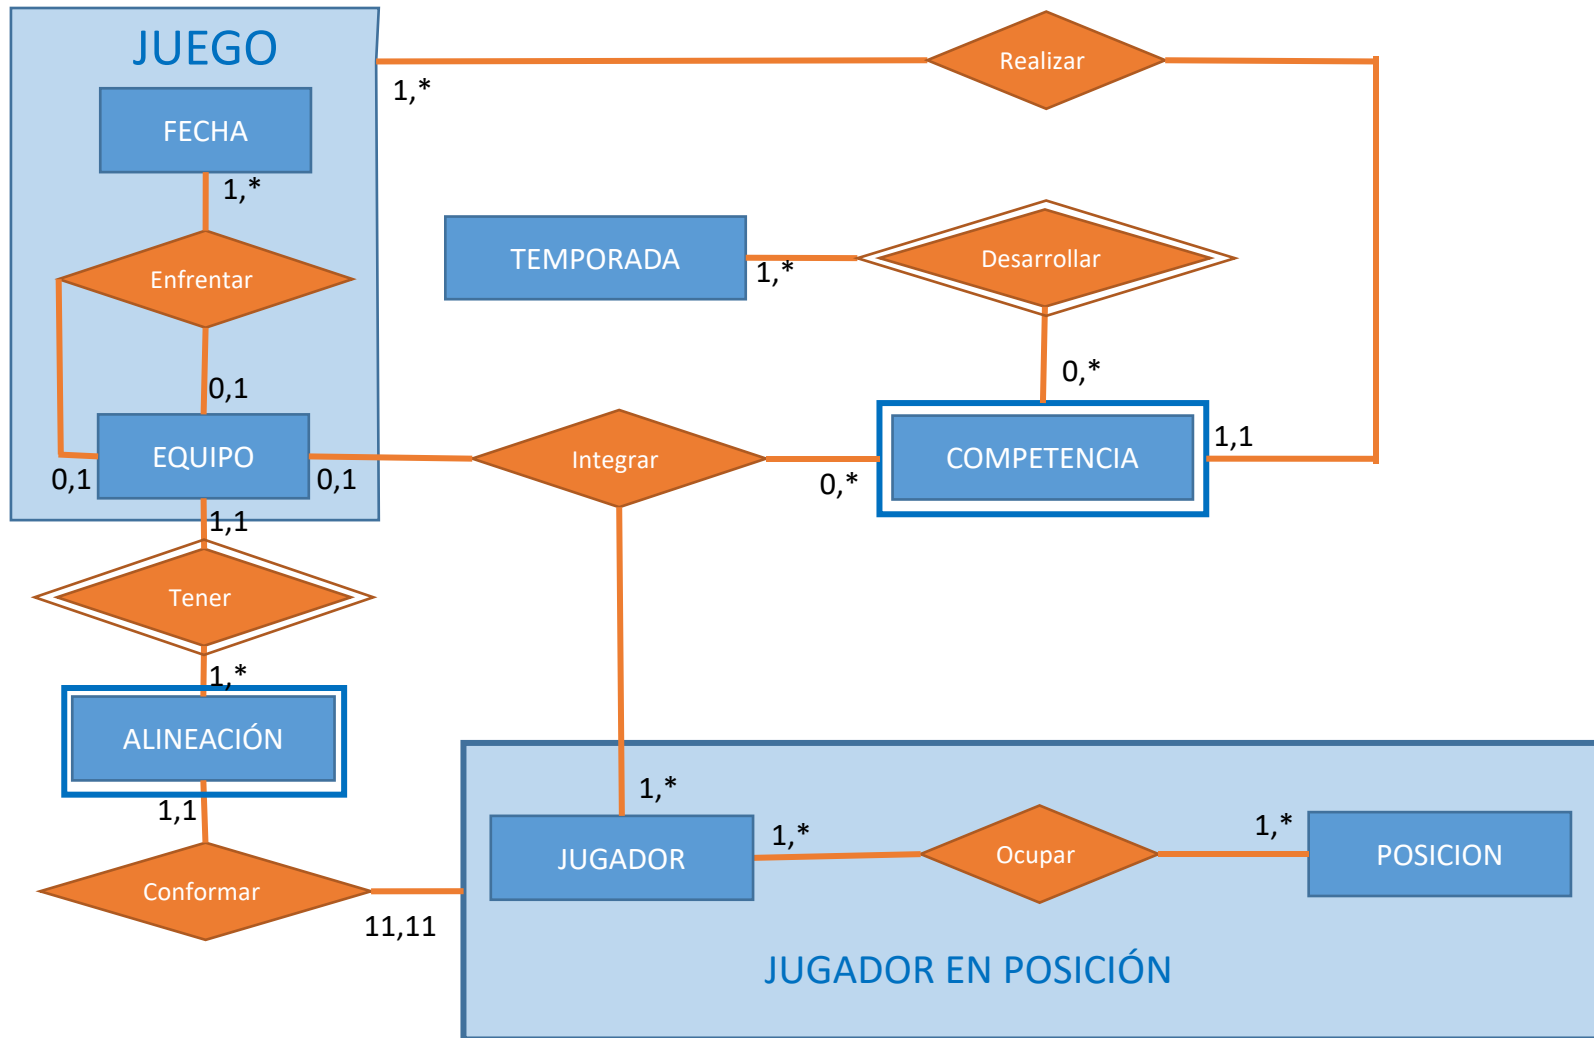 JUEGO
Realizar
1,*
FECHA
1,*
TEMPORADA
1,*
Desarrollar
Enfrentar
0,*
0,1
EQUIPO
0,1
0,1
Integrar
0,*
COMPETENCIA
1,1
1,1
Tener
1,*
ALINEACIÓN
1,1
1,*
JUGADOR
1,*
Ocupar
1,*
POSICION
Conformar
11,11
JUGADOR EN POSICIÓN